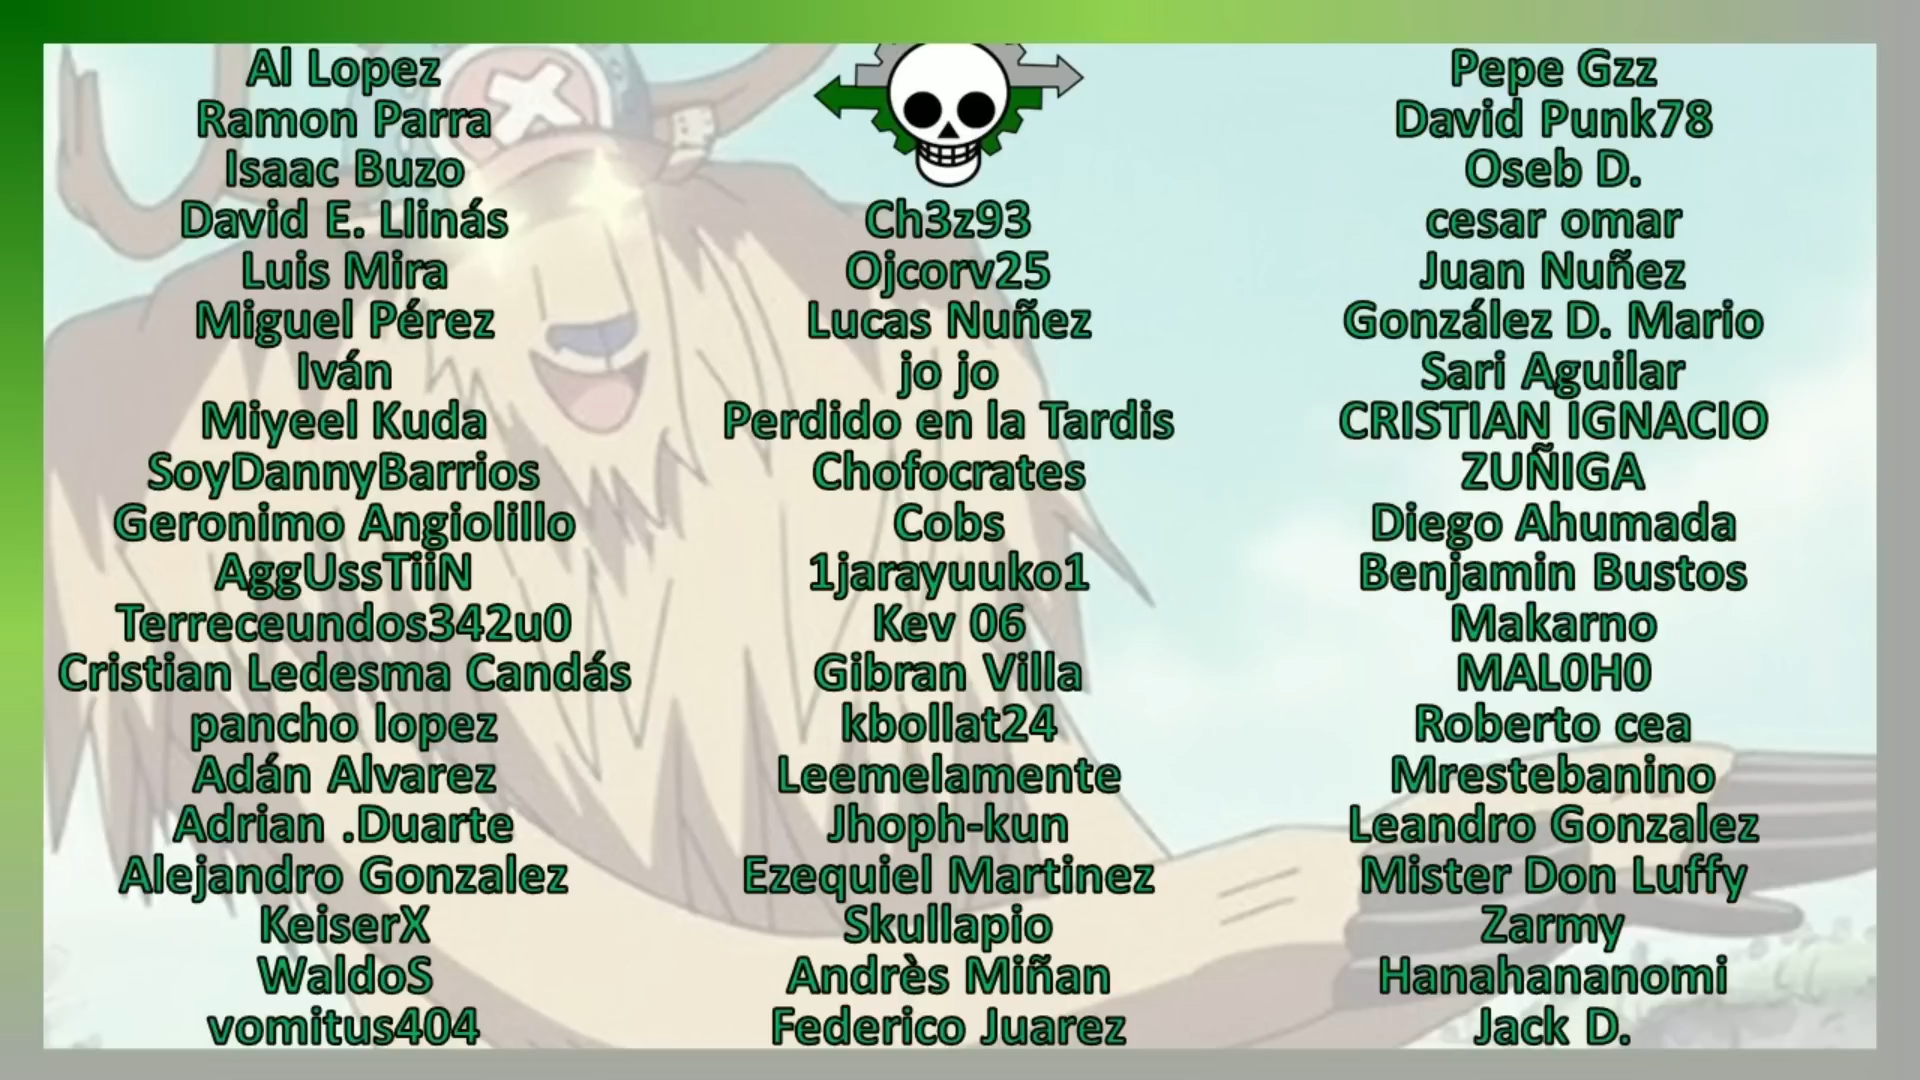 Al Lopez
Ramon Parra
Isaac Buzo
David E. Llinás
Luis Mira
Miguel Pérez
Iván
Miyeel Kuda
SoyDannyBarrios
Geronimo Angiolillo
AggUssTiiN
Terreceundos342u0
Cristian Ledesma Candás
pancho lopez
Adán Alvarez
Adrian .Duarte
Alejandro Gonzalez
KeiserX
WaldoS
vomitus404
Ch3z93
Ojcorv25
Lucas Nuñez
jo jo
Perdido en la Tardis
Chofocrates
Cobs
1jarayuuko1
Kev 06
Gibran Villa
kbollat24
Leemelamente
Jhoph-kun
Ezequiel Martinez
Skullapio
Andrès Miñan
Federico Juarez
Pepe Gzz
David Punk78
Oseb D.
cesar omar
Juan Nuñez
González D. Mario
Sari Aguilar
CRISTIAN IGNACIO
ZUÑIGA
Diego Ahumada
Benjamin Bustos
Makarno
MAL0H0
Roberto cea
Mrestebanino
Leandro Gonzalez
Mister Don Luffy
Zarmy
Hanahananomi
Jack D.